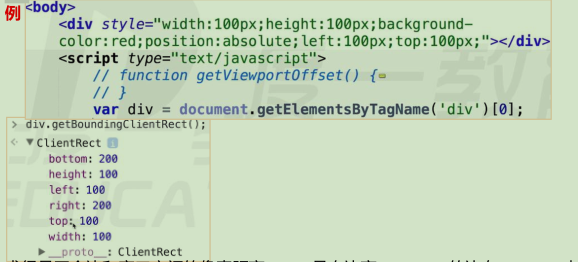 例 <body>
<div style="width:100px;height:100px;background-
color:red;position:absolute;left:100px;top:100px;"></div>
<script type="text/javascript">
// function getViewportOffset() {
// }
var div = document.getElementsByTagName('div')[0];
> div.getBoundingClientRect();
ClientRect
bottom: 200
height: 100
left: 100
right: 200
top: 100
width: 100
__proto__: ClientRect